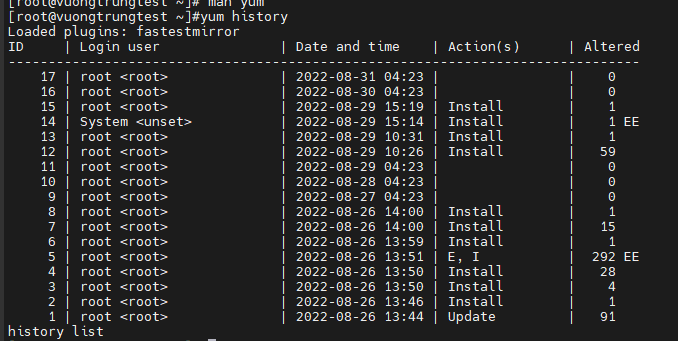 [root@vuongtrungtest ~]# man yum
[root@vuongtrungtest ~]#yum history
Loaded plugins: fastestmirror
ID     | Login user               | Date and time    | Action(s)      | Altered
-------------------------------------------------------------------------------
    17 | root <root>              | 2022-08-31 04:23 |                |    0
    16 | root <root>              | 2022-08-30 04:23 |                |    0
    15 | root <root>              | 2022-08-29 15:19 | Install        |    1
    14 | System <unset>           | 2022-08-29 15:14 | Install        |    1 EE
    13 | root <root>              | 2022-08-29 10:31 | Install        |    1
    12 | root <root>              | 2022-08-29 10:26 | Install        |   59
    11 | root <root>              | 2022-08-29 04:23 |                |    0
    10 | root <root>              | 2022-08-28 04:23 |                |    0
     9 | root <root>              | 2022-08-27 04:23 |                |    0
     8 | root <root>              | 2022-08-26 14:00 | Install        |    1
     7 | root <root>              | 2022-08-26 14:00 | Install        |   15
     6 | root <root>              | 2022-08-26 13:59 | Install        |    1
     5 | root <root>              | 2022-08-26 13:51 | E, I           |  292 EE
     4 | root <root>              | 2022-08-26 13:50 | Install        |   28
     3 | root <root>              | 2022-08-26 13:50 | Install        |    4
     2 | root <root>              | 2022-08-26 13:46 | Install        |    1
     1 | root <root>              | 2022-08-26 13:44 | Update         |   91
history list